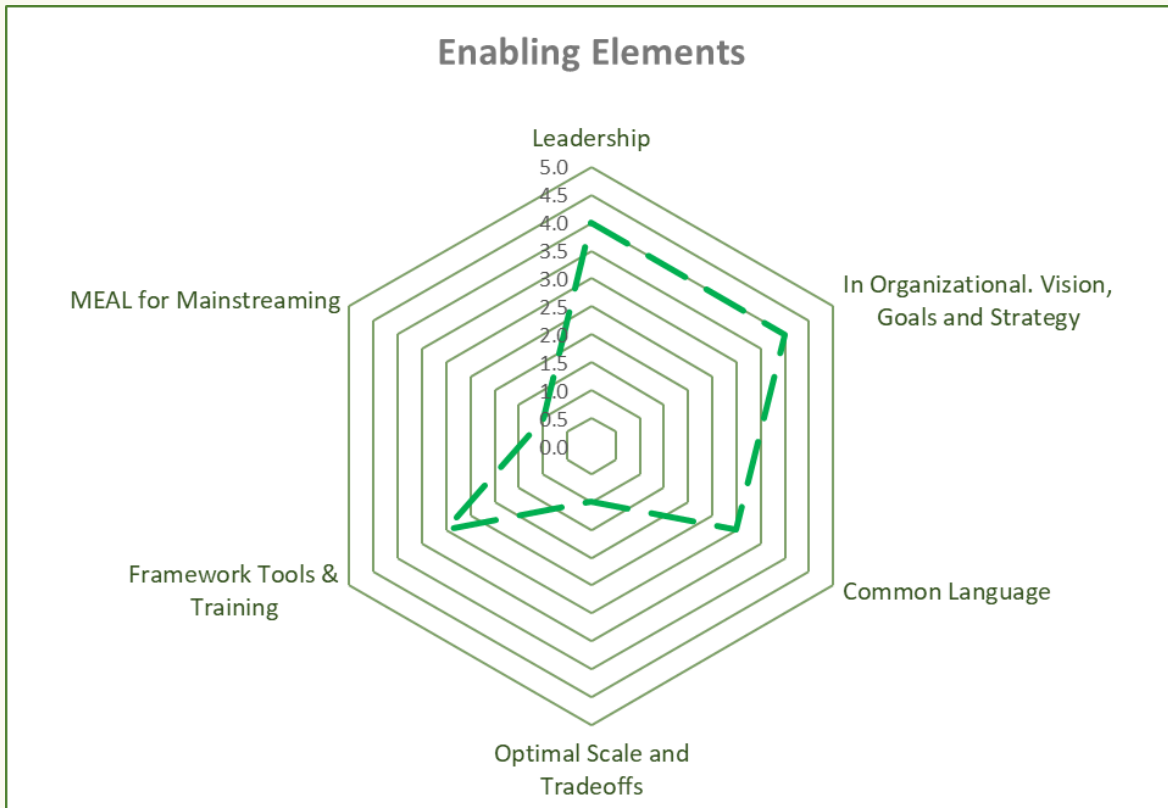 Enabling Elements
Leadership
5.0
4.5
4.0
3.5
3.0
2.5
2.0
1.5
1.0
0.5
0.0
In Organizational. Vision,
Goals and Strategy
MEAL for Mainstreaming
Common Language
Framework Tools &
Training
Optimal Scale and
Tradeoffs